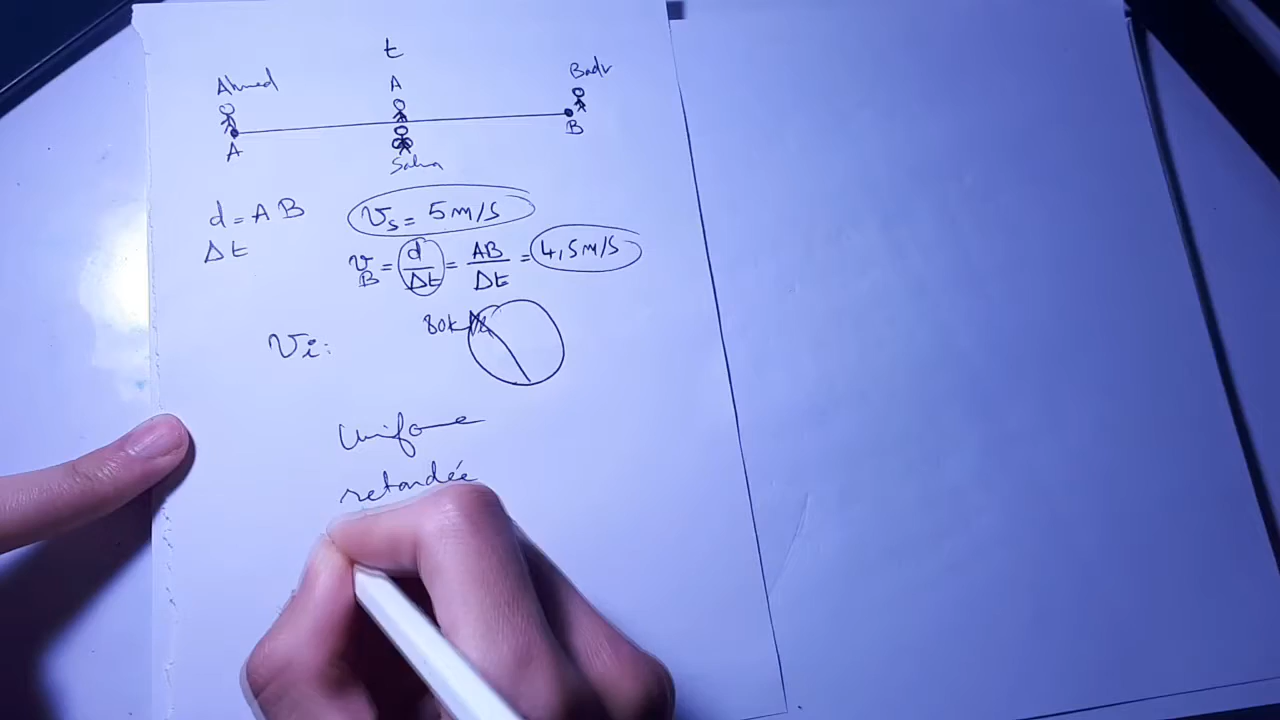 t
Ahmed A Badr
A B
Salma
d = A B
Δt
Vs = 5 m/s
VB = d/Δt = AB/Δt = 4,5 m/s
80k
Vi:
Uniforme
retardée